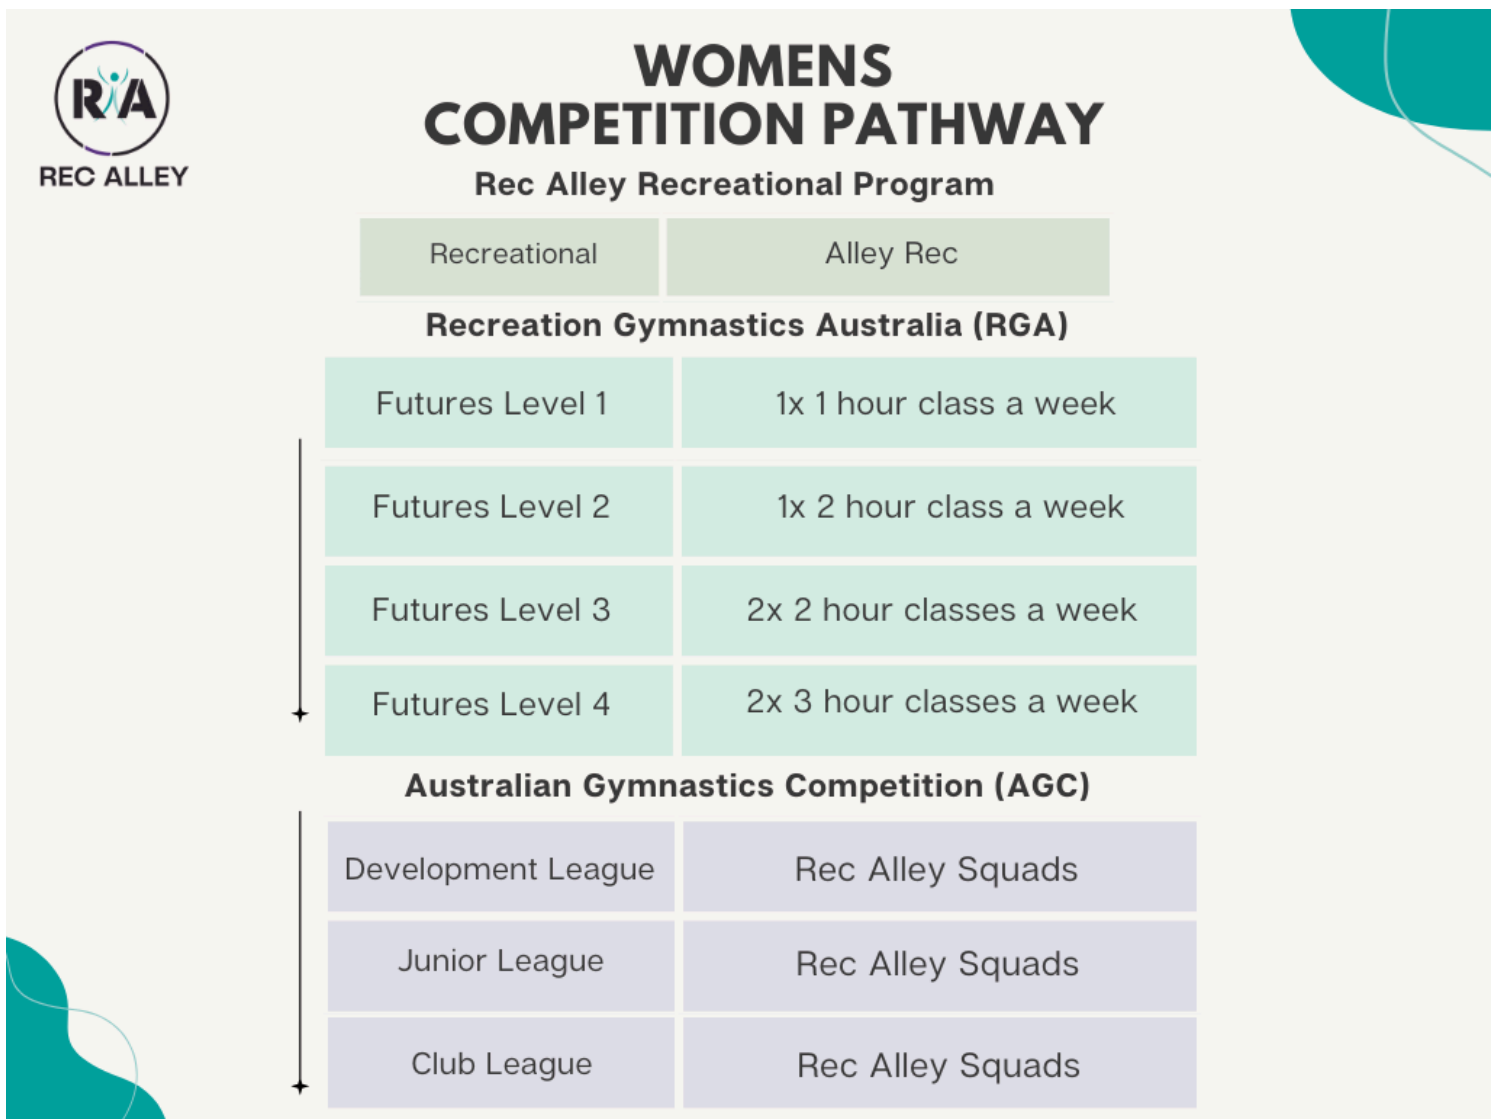 RiA
REC ALLEY
WOMENS
COMPETITION PATHWAY
Rec Alley Recreational Program
Recreational
Alley Rec
Recreation Gymnastics Australia (RGA)
Futures Level 1
1x 1 hour class a week
Futures Level 2
1x 2 hour class a week
Futures Level 3
2x 2 hour classes a week
Futures Level 4
2x 3 hour classes a week
Australian Gymnastics Competition (AGC)
Development League
Rec Alley Squads
Junior League
Rec Alley Squads
Club League
Rec Alley Squads